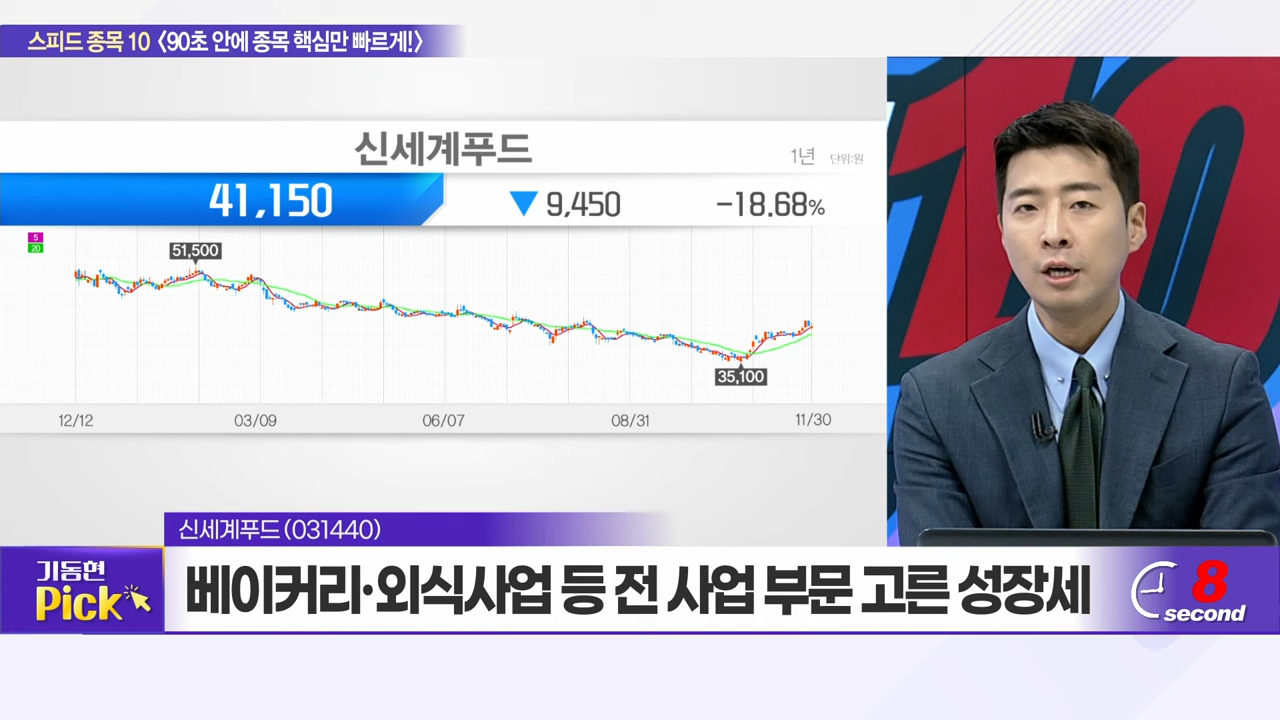 스피드 종목 10 <90초 안에 종목 핵심만 빠르게!>
신세계푸드
1년 단위:원
41,150 ▼ 9,450 -18.68%
5
20
51,500
35,100
12/12 03/09 06/07 08/31 11/30
신세계푸드(031440)
기동현
Pick
베이커리·외식사업 등 전 사업 부문 고른 성장세
8
second
10